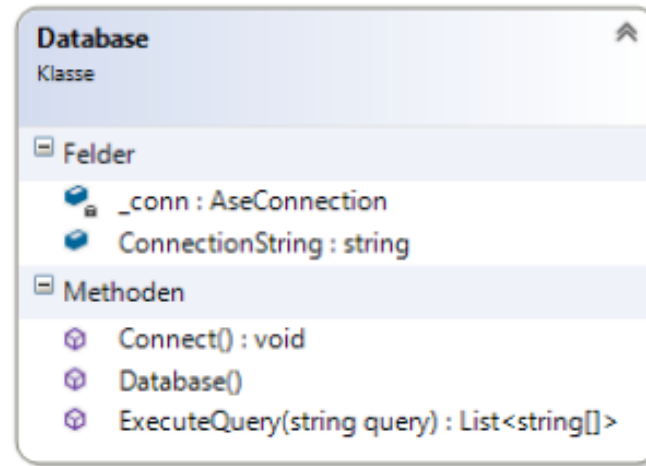 Database
Klasse
Felder
_conn : AseConnection
ConnectionString : string
Methoden
Connect() : void
Database()
ExecuteQuery(string query) : List<string[]>